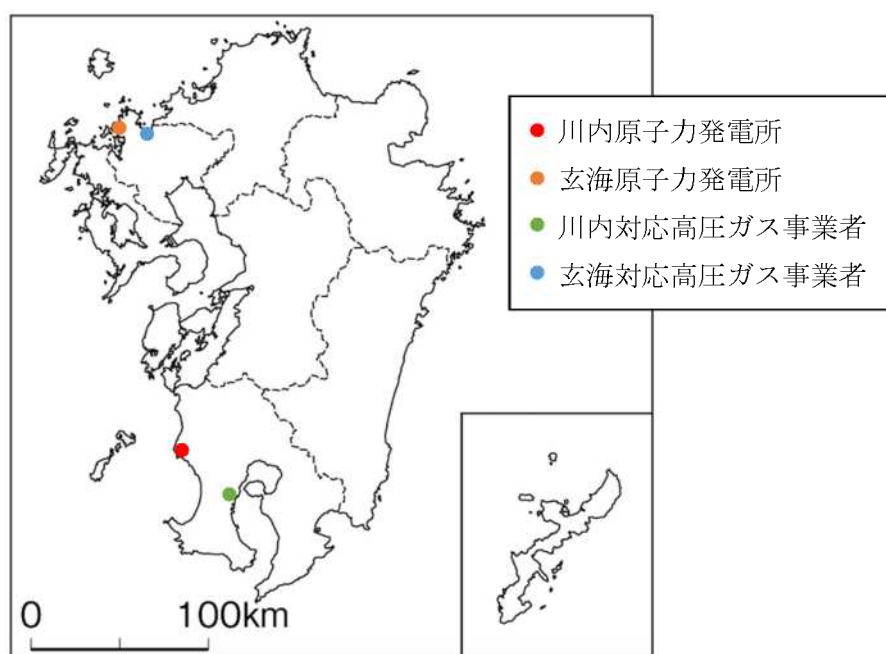 川内原子力発電所
玄海原子力発電所
川内対応高圧ガス事業者
玄海対応高圧ガス事業者
0 100km